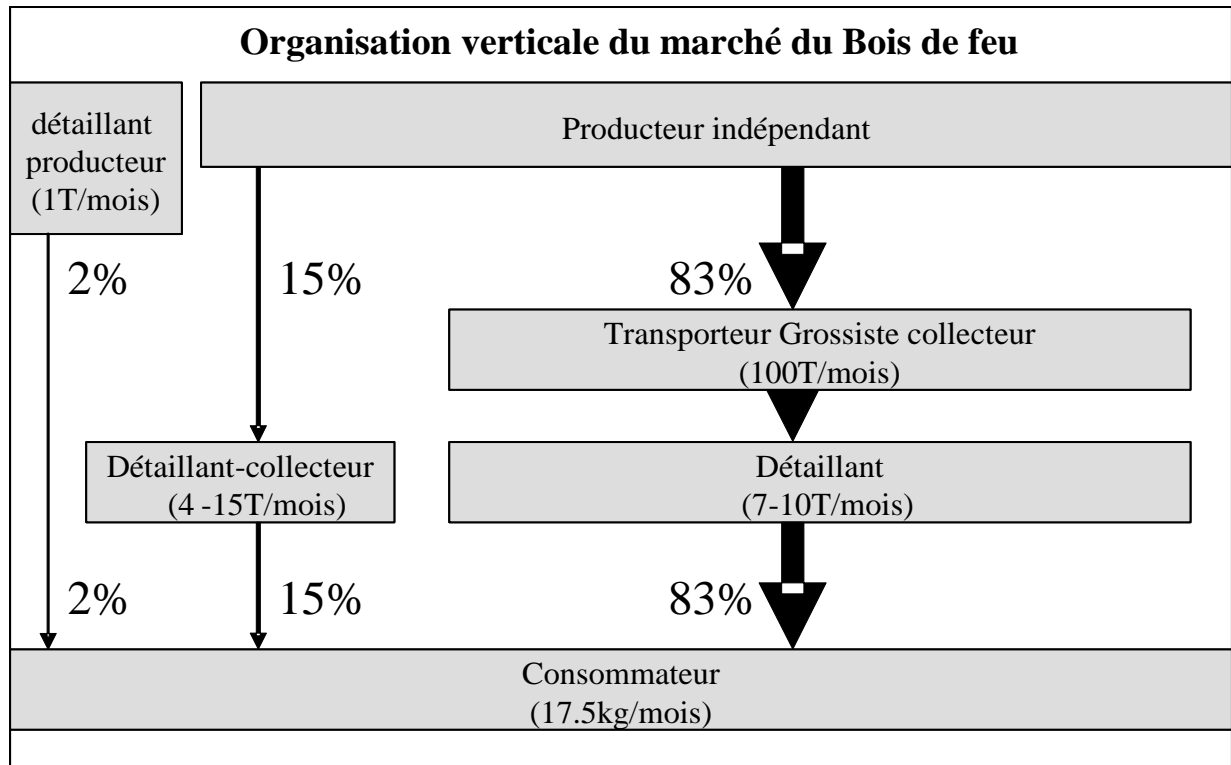 Organisation verticale du marché du Bois de feu
détaillant
producteur
(1T/mois)
Producteur indépendant
2%
15%
83%
Transporteur Grossiste collecteur
(100T/mois)
Détaillant-collecteur
(4 -15T/mois)
Détaillant
(7-10T/mois)
2%
15%
83%
Consommateur
(17.5kg/mois)